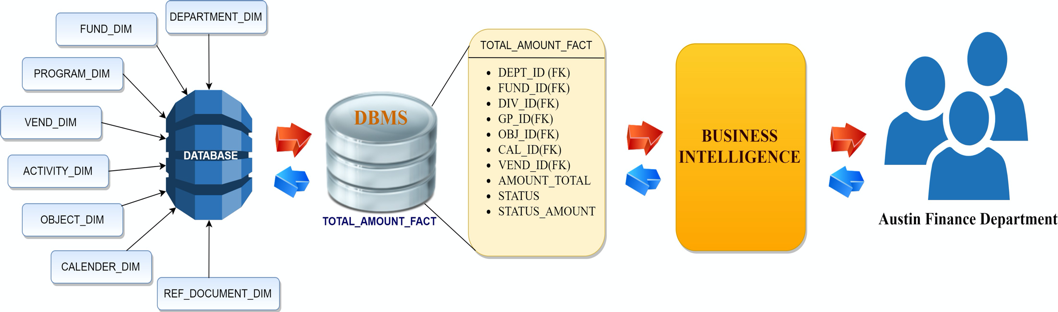 DEPARTMENT_DIM
FUND_DIM
PROGRAM_DIM
VEND_DIM
ACTIVITY_DIM
OBJECT_DIM
CALENDER_DIM
REF_DOCUMENT_DIM
DATABASE
DBMS
TOTAL_AMOUNT_FACT
TOTAL_AMOUNT_FACT
DEPT_ID (FK)
FUND_ID(FK)
DIV_ID(FK)
GP_ID(FK)
OBJ_ID(FK)
CAL_ID(FK)
VEND_ID(FK)
AMOUNT_TOTAL
STATUS
STATUS_AMOUNT
BUSINESS
INTELLIGENCE
Austin Finance Department